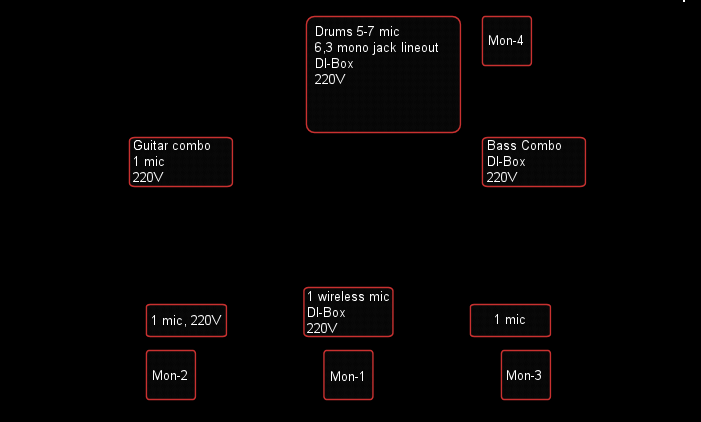 Drums 5-7 mic
6,3 mono jack lineout
DI-Box
220V
Mon-4
Guitar combo
1 mic
220V
Bass Combo
DI-Box
220V
1 mic, 220V
1 wireless mic
DI-Box
220V
1 mic
Mon-2
Mon-1
Mon-3